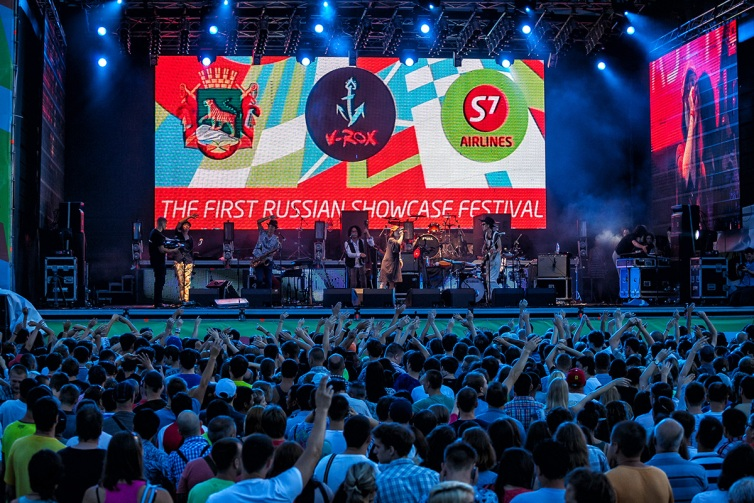 V-ROX
S7
AIRLINES
THE FIRST RUSSIAN SHOWCASE FESTIVAL